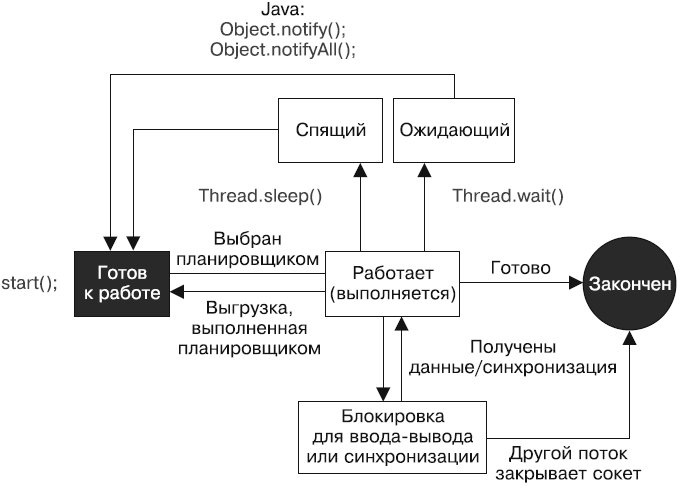 Java:
Object.notify();
Object.notifyAll();
Спящий
Ожидающий
Thread.sleep()
Thread.wait()
start();
Готов
к работе
Выбран
планировщиком
Выгрузка,
выполненная
планировщиком
Работает
(выполняется)
Готово
Закончен
Получены
данные/синхронизация
Блокировка
для ввода-вывода
или синхронизации
Другой поток
закрывает сокет